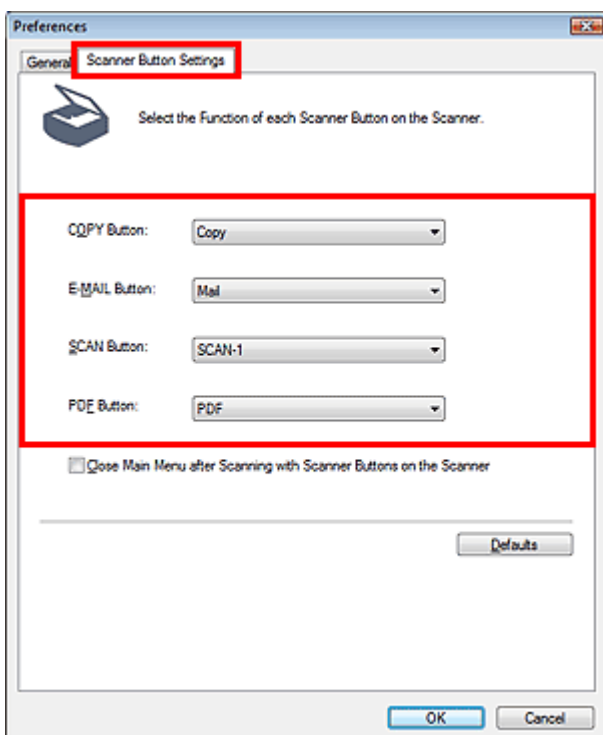 Preferences
General Scanner Button Settings
Select the Function of each Scanner Button on the Scanner.
COPY Button: Copy
E-MAIL Button: Mail
SCAN Button: SCAN-1
PDF Button: PDF
Close Main Menu after Scanning with Scanner Buttons on the Scanner
Defaults
OK Cancel